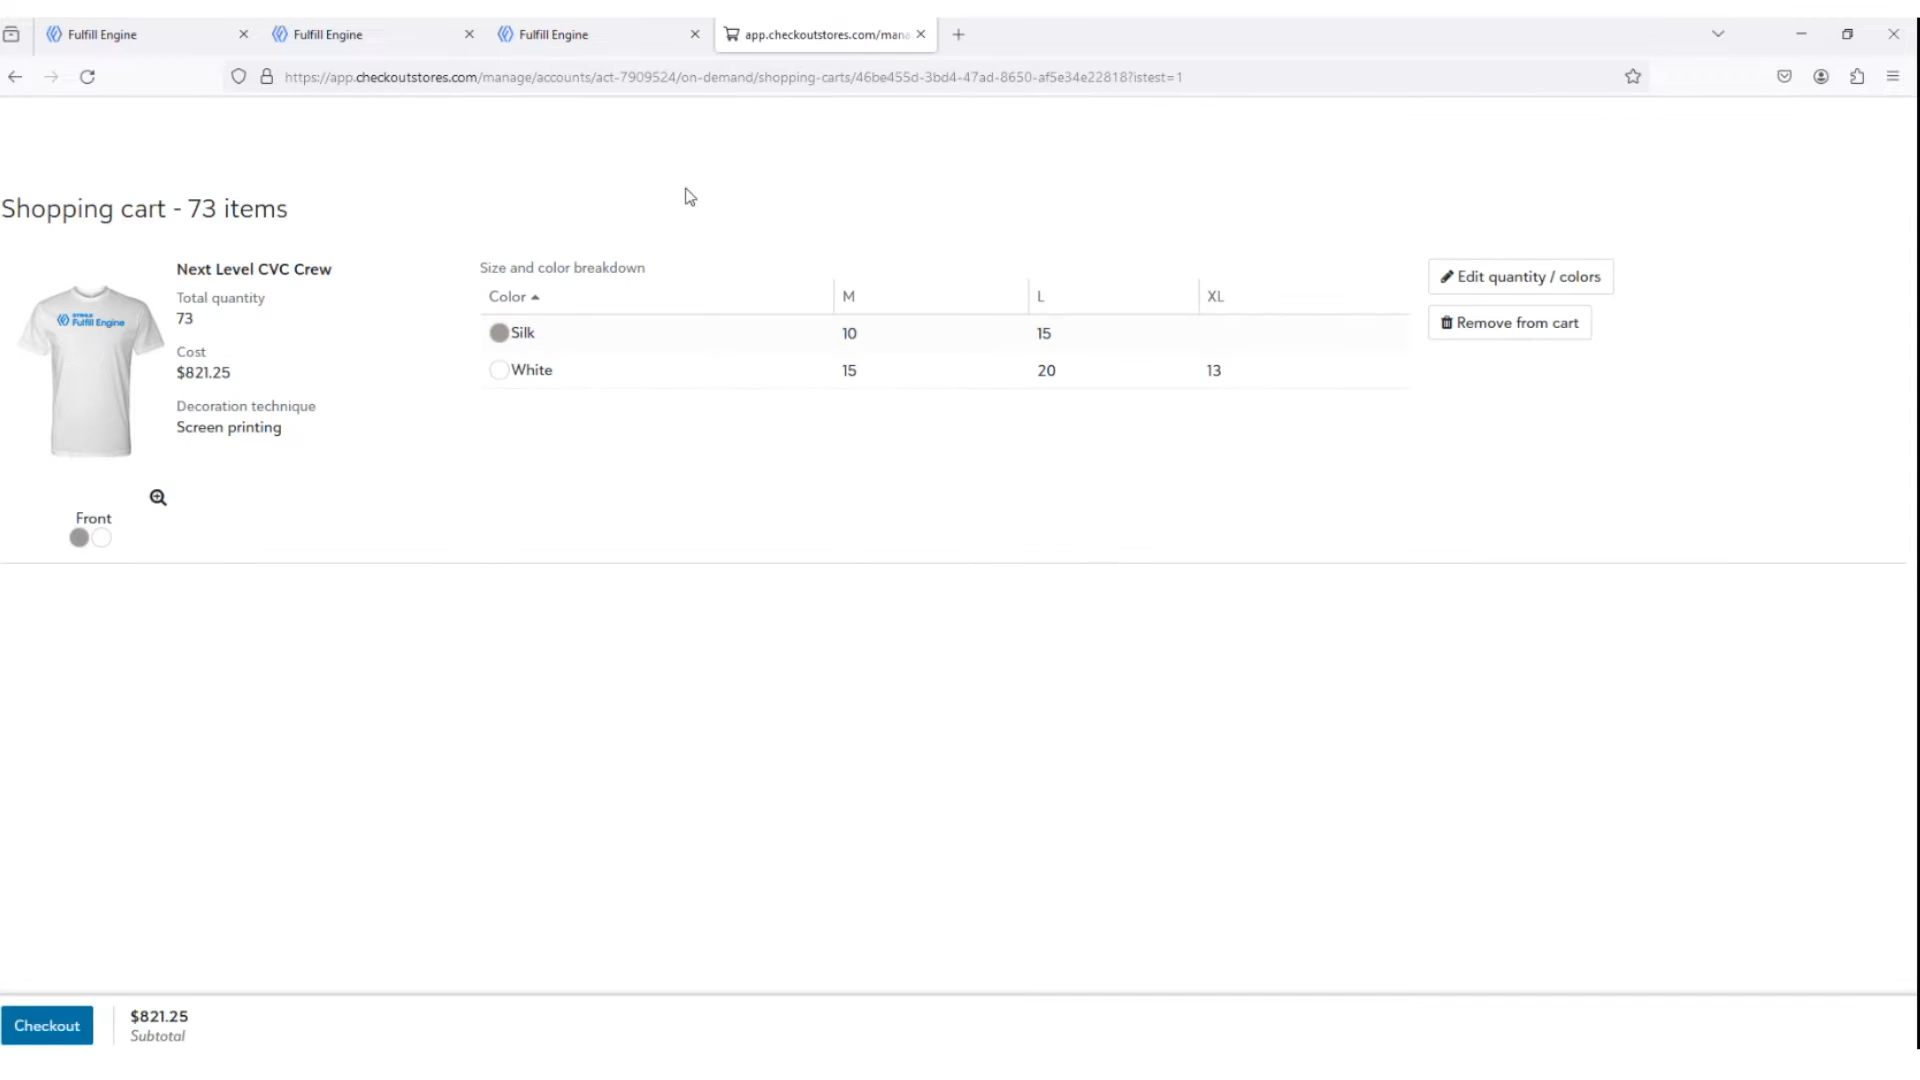 Fulfill Engine
Fulfill Engine
Fulfill Engine
app.checkoutstores.com/mana
https://app.checkoutstores.com/manage/accounts/act-7909524/on-demand/shopping-carts/46be455d-3bd4-47ad-8650-af5e34e22818?istest=1
Shopping cart - 73 items
Next Level CVC Crew
Total quantity
73
Cost
$821.25
Decoration technique
Screen printing
Fulfill Engine
Front
Size and color breakdown
Color M L XL
Silk 10 15
White 15 20 13
Edit quantity / colors
Remove from cart
Checkout
$821.25
Subtotal